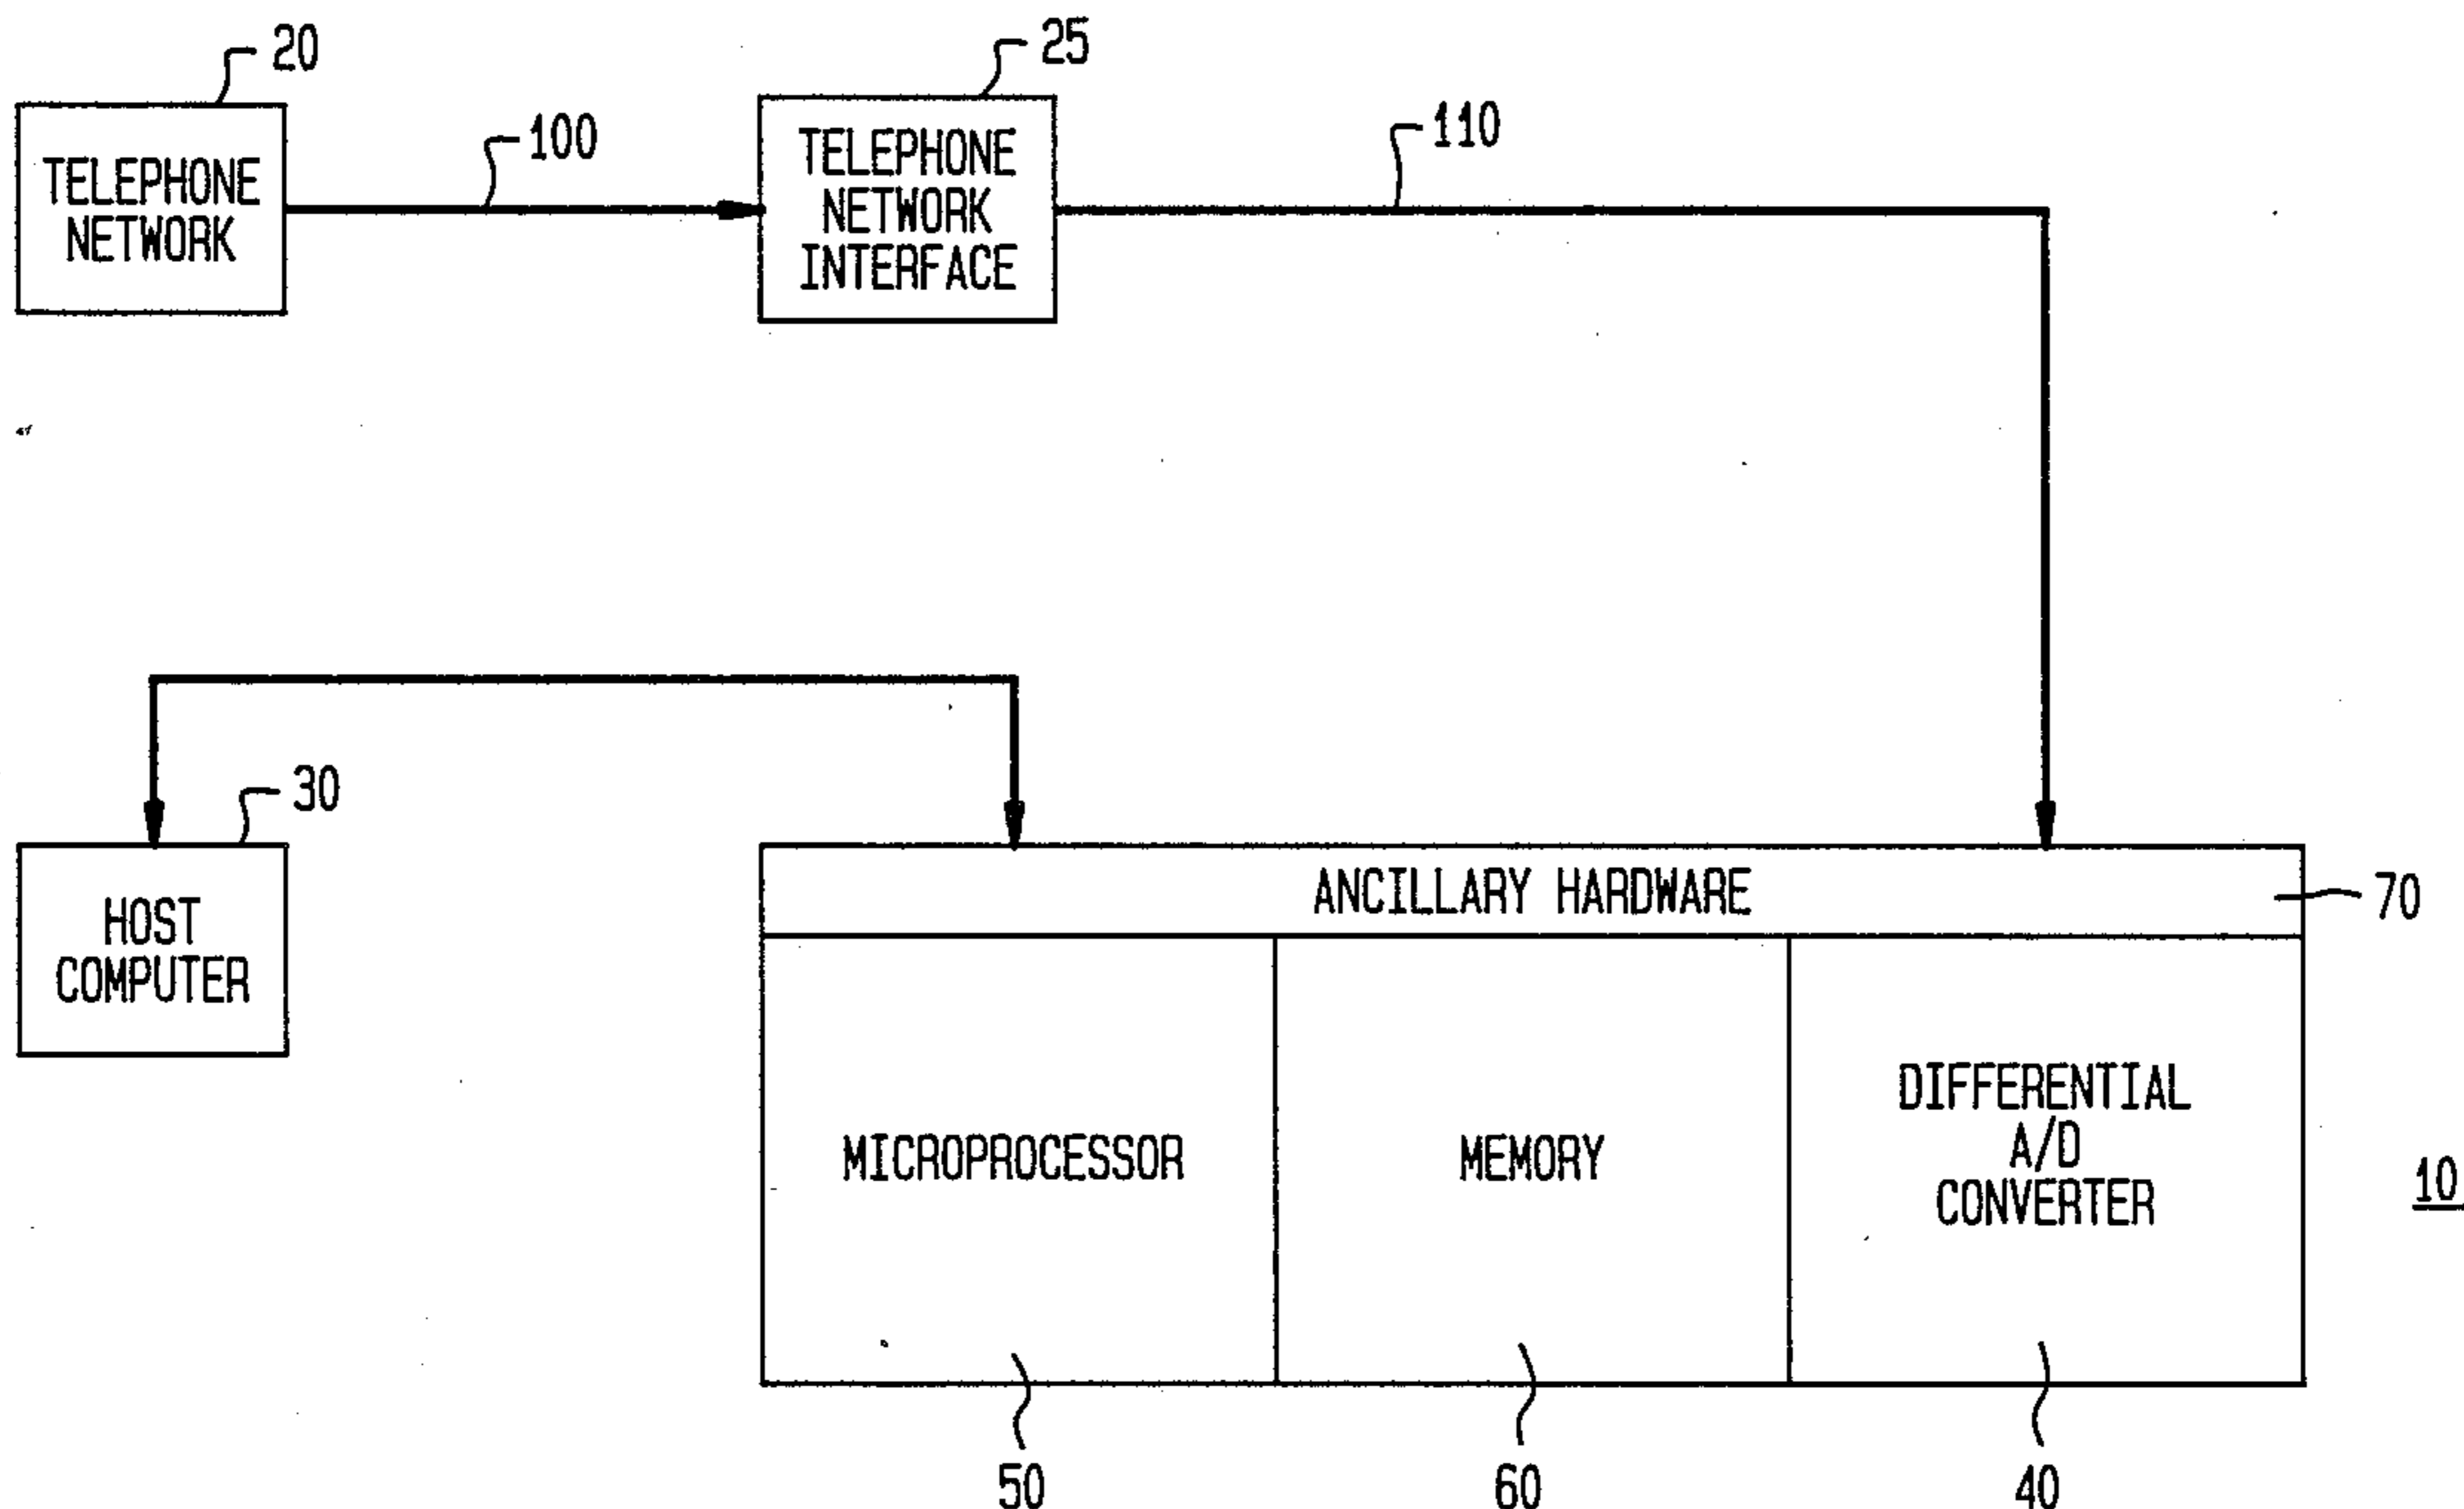 20
25
100
110
TELEPHONE
NETWORK
TELEPHONE
NETWORK
INTERFACE
30
HOST
COMPUTER
ANCILLARY HARDWARE
70
MICROPROCESSOR
MEMORY
DIFFERENTIAL
A/D
CONVERTER
10
50
60
40